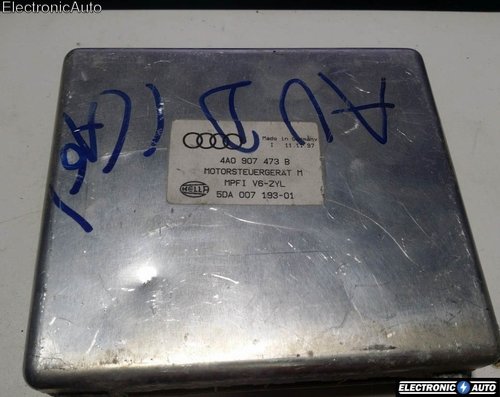 ElectronicAuto
AUDI
Made in Germany
I 11.11.97
4A0 907 473 B
MOTORSTEUERGERAT M
MPFI V6-ZYL
HELLA
5DA 007 193-01
ELECTRONIC AUTO